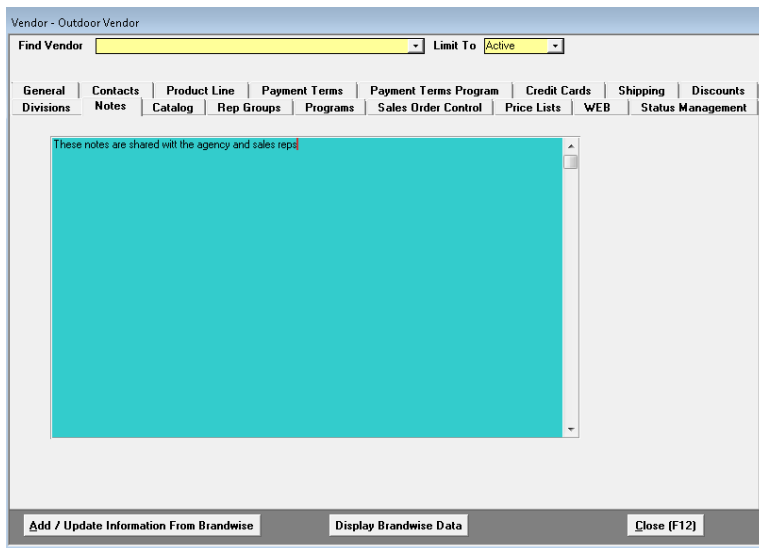 Vendor - Outdoor Vendor
Find Vendor Limit To Active
General Contacts Product Line Payment Terms Payment Terms Program Credit Cards Shipping Discounts
Divisions Notes Catalog Rep Groups Programs Sales Order Control Price Lists WEB Status Management
These notes are shared witt the agency and sales reps
Add / Update Information From Brandwise Display Brandwise Data Close (F12)